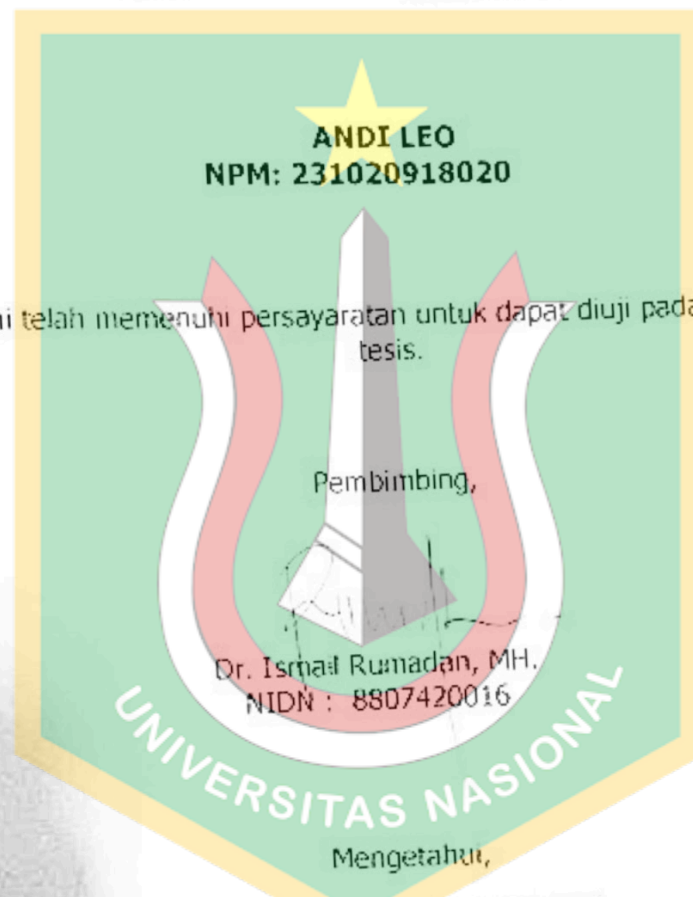 ANDI LEO
NPM: 231020918020
ni telah memenuhi persayaratan untuk dapat diuji pada
tesis.
Pembimbing,
Dr. Ismail Rumadan, MH.
NIDN : 8807420016
UNIVERSITAS NASIONAL
Mengetahui,